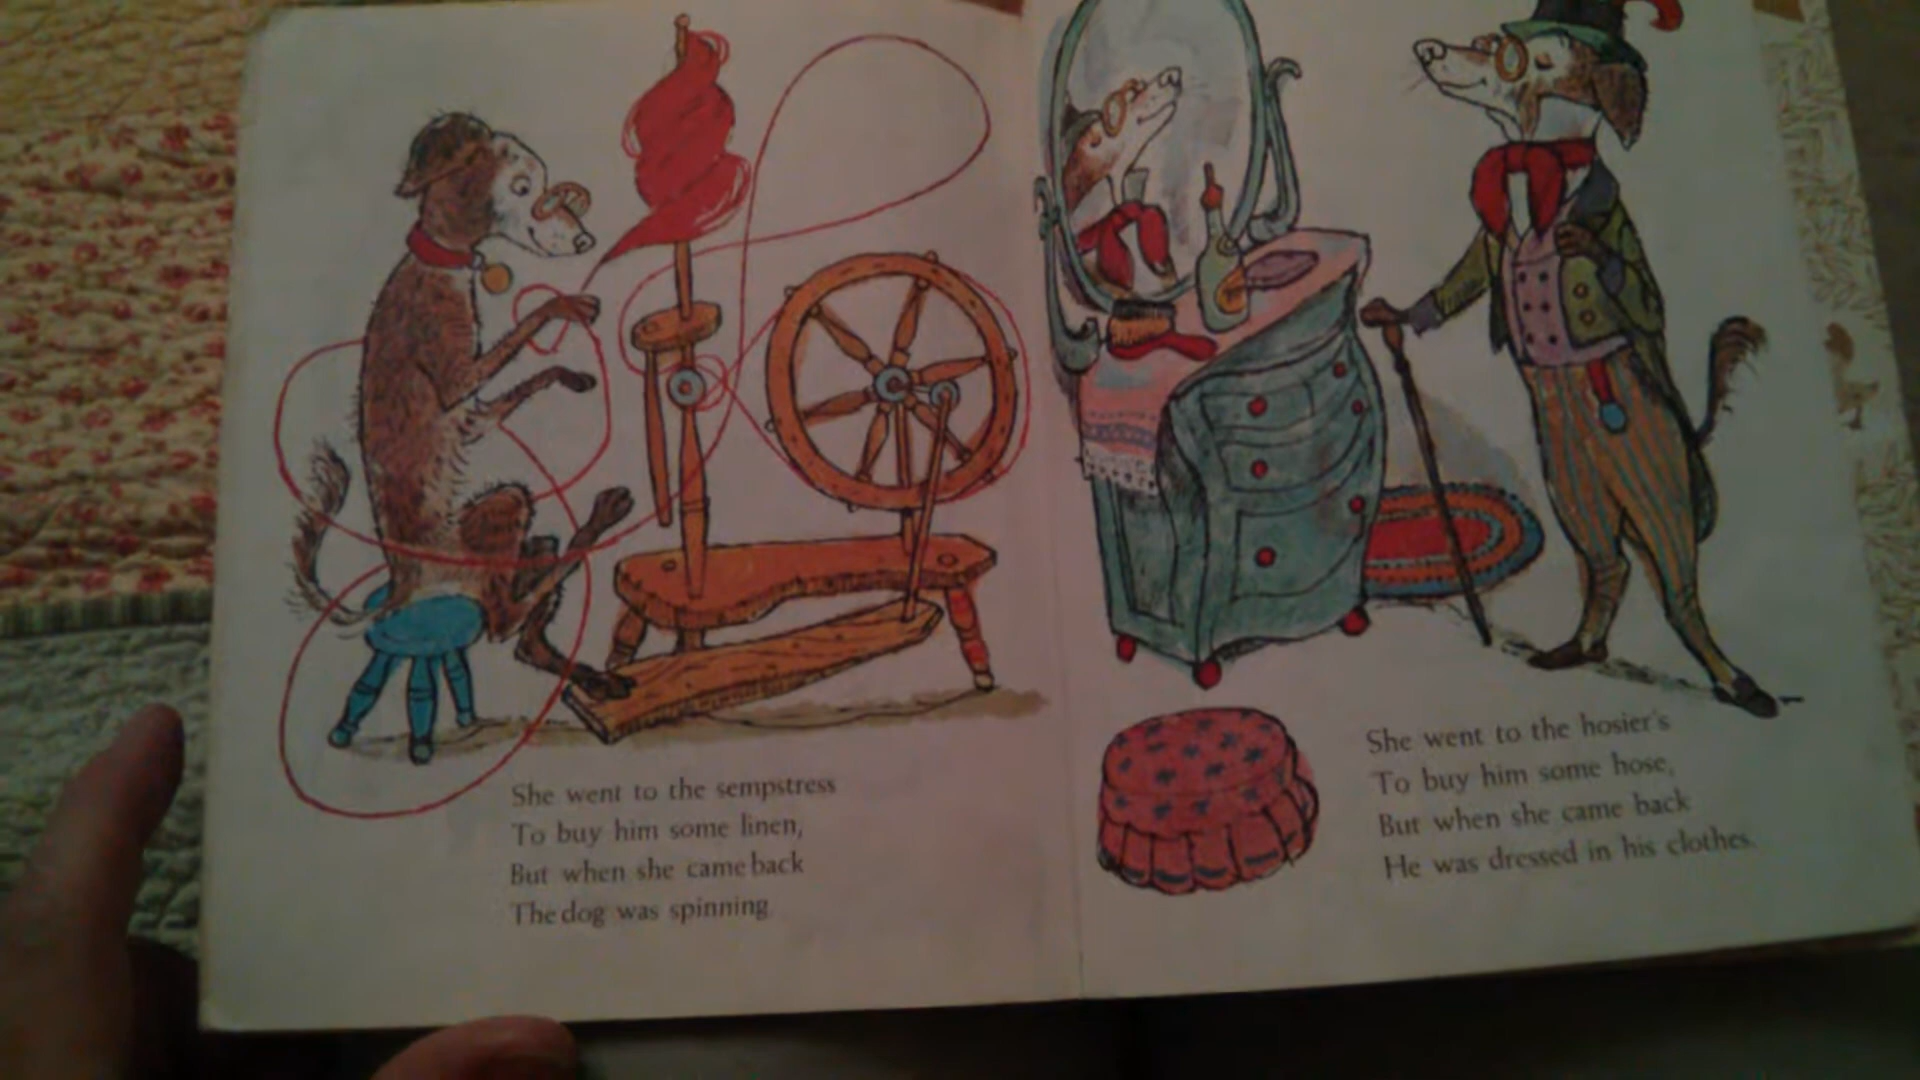 She went to the sempstress
To buy him some linen,
But when she came back
The dog was spinning
She went to the hosier's
To buy him some hose,
But when she came back
He was dressed in his clothes.